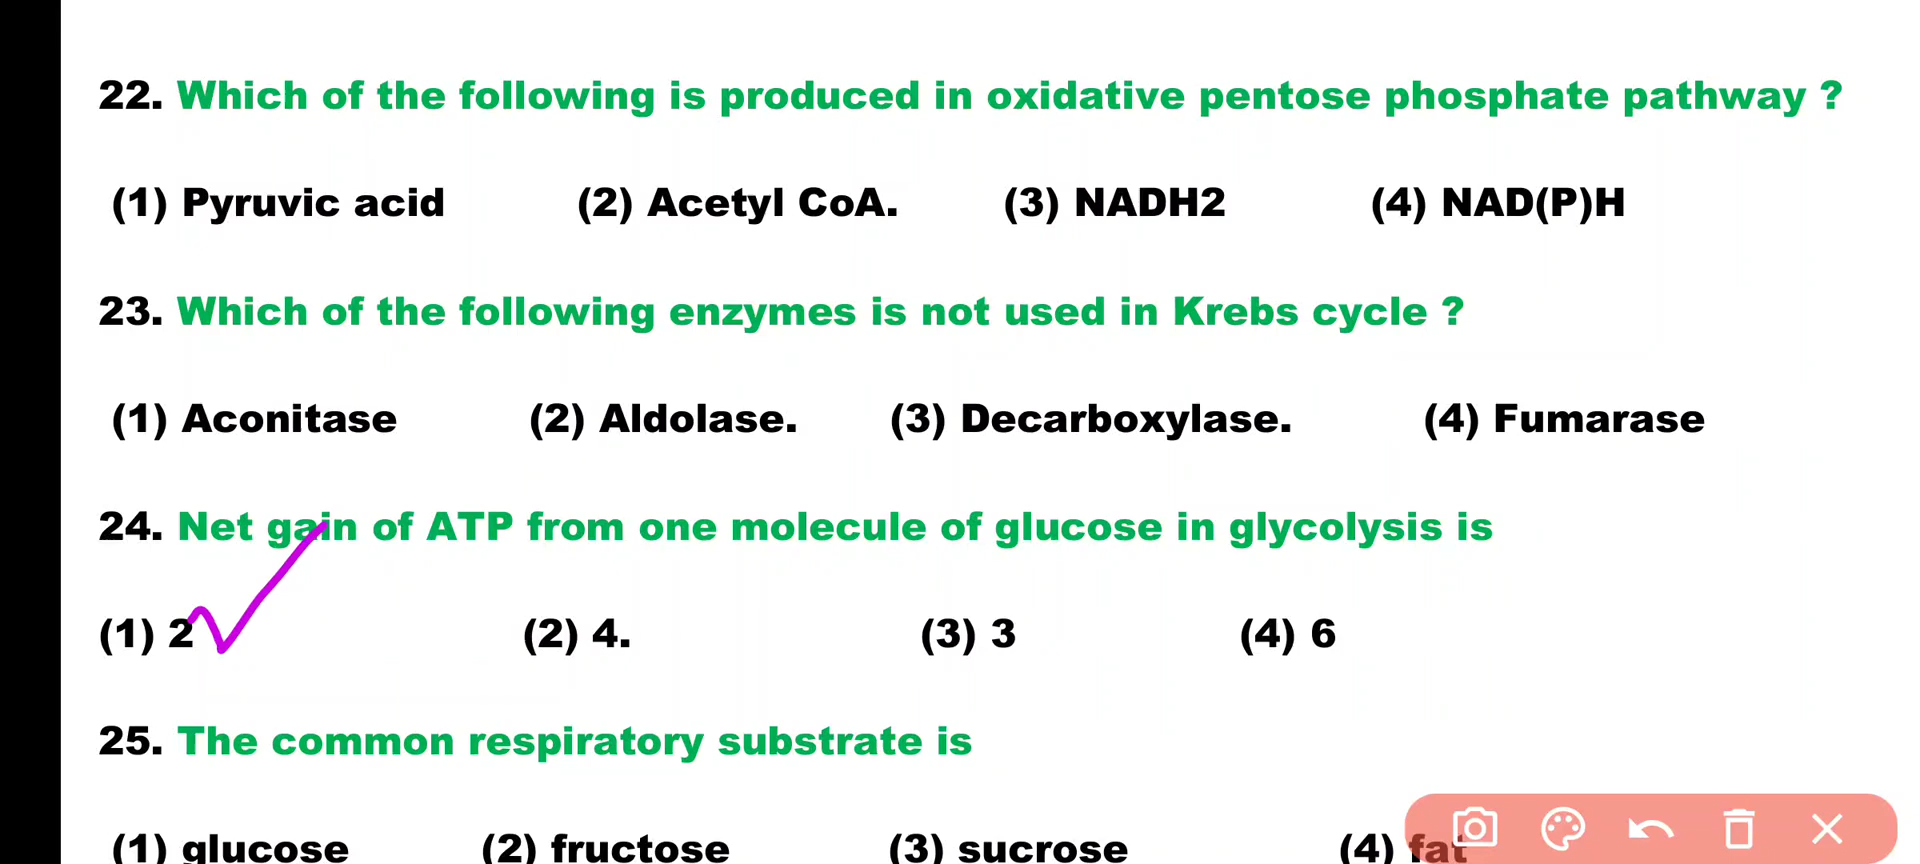 22. Which of the following is produced in oxidative pentose phosphate pathway ?
(1) Pyruvic acid (2) Acetyl CoA. (3) NADH2 (4) NAD(P)H
23. Which of the following enzymes is not used in Krebs cycle ?
(1) Aconitase (2) Aldolase. (3) Decarboxylase. (4) Fumarase
24. Net gain of ATP from one molecule of glucose in glycolysis is
(1) 2 (2) 4. (3) 3 (4) 6
25. The common respiratory substrate is
(1) glucose (2) fructose (3) sucrose (4) fat